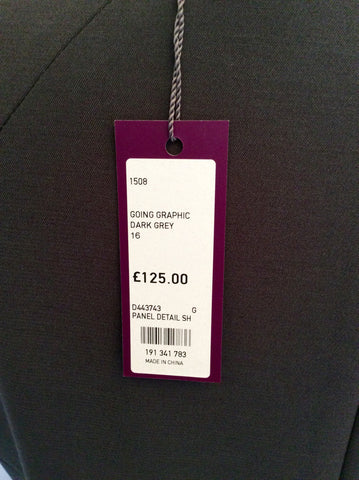 1508
GOING GRAPHIC
DARK GREY
16
£125.00
D443743 G
PANEL DETAIL SH
191 341 783
MADE IN CHINA